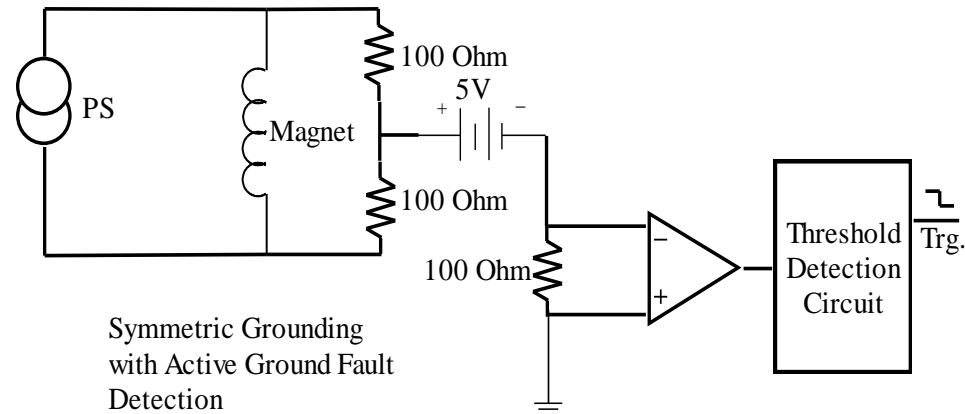 100 Ohm
5V
+ −
PS
Magnet
100 Ohm
−
100 Ohm
+
Threshold
Detection
Circuit
Trg.
Symmetric Grounding
with Active Ground Fault
Detection